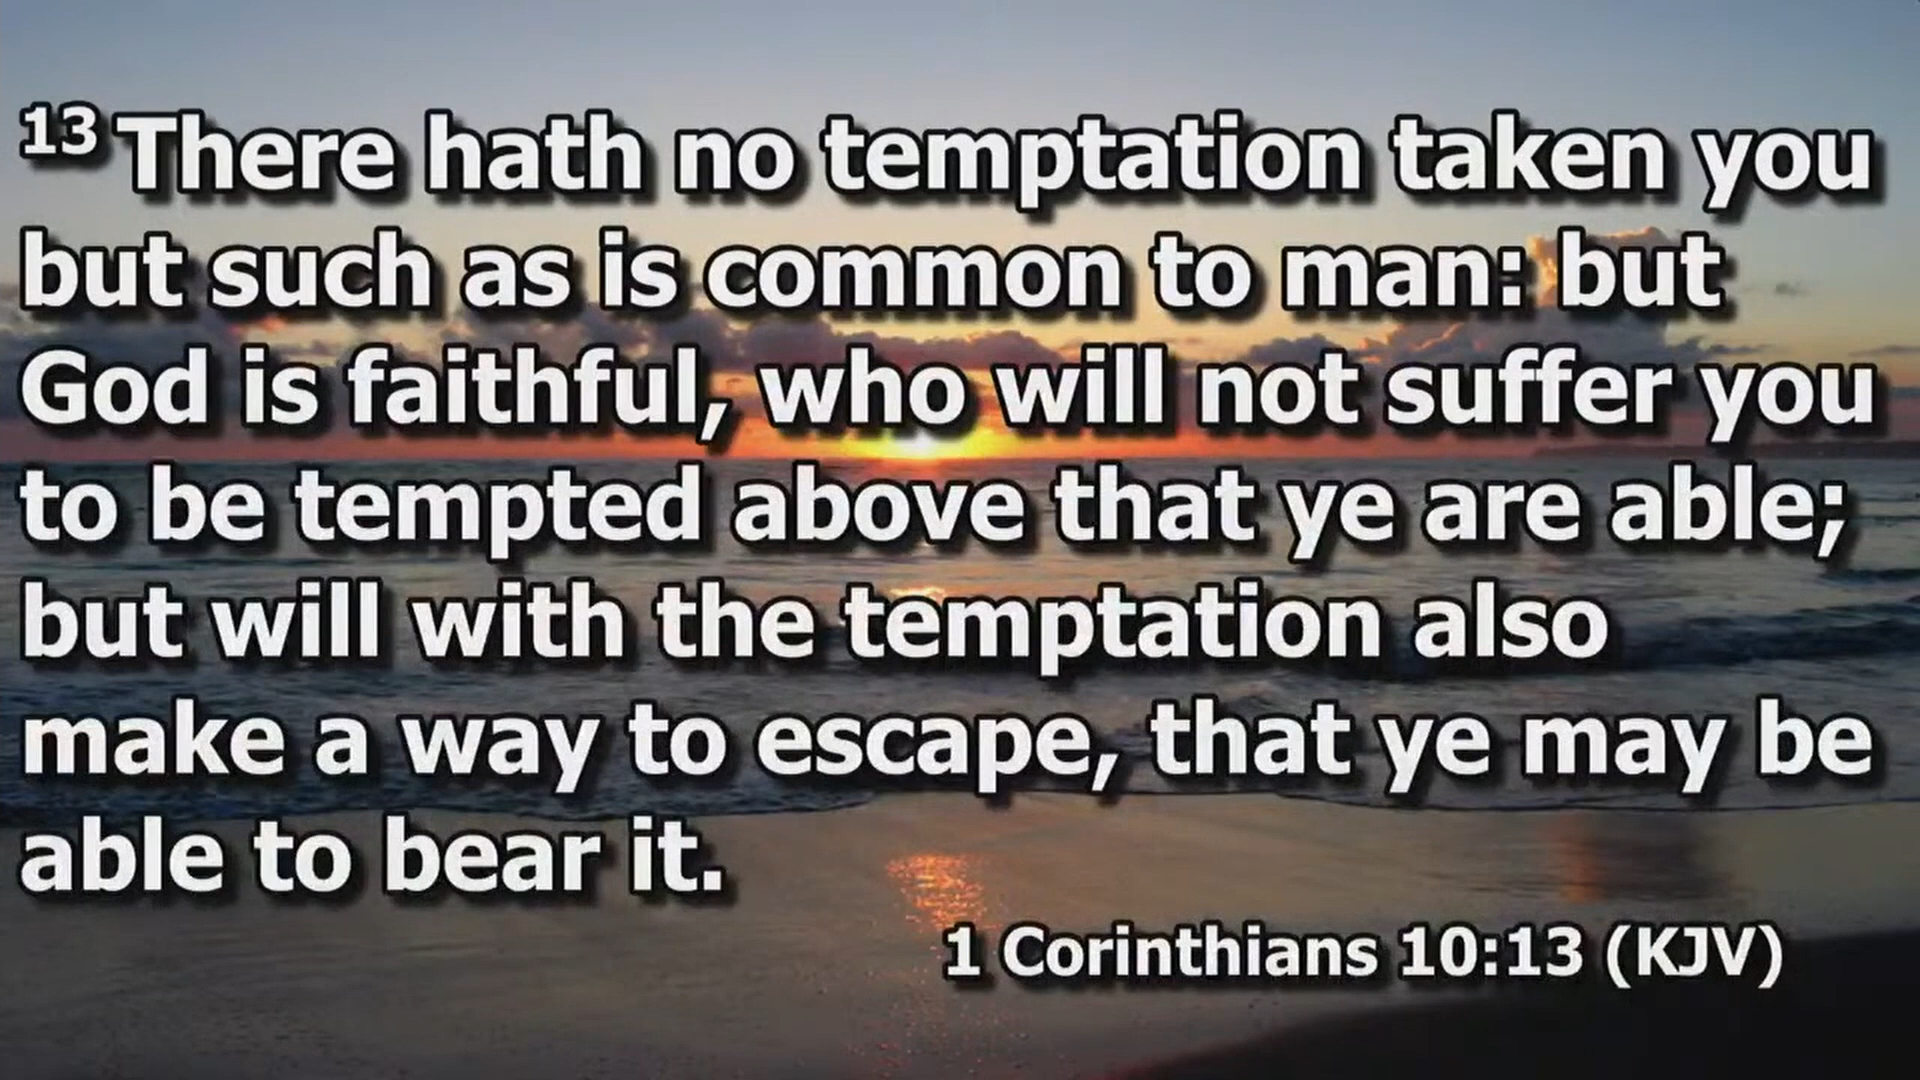 13 There hath no temptation taken you
but such as is common to man: but
God is faithful, who will not suffer you
to be tempted above that ye are able;
but will with the temptation also
make a way to escape, that ye may be
able to bear it.
1 Corinthians 10:13 (KJV)